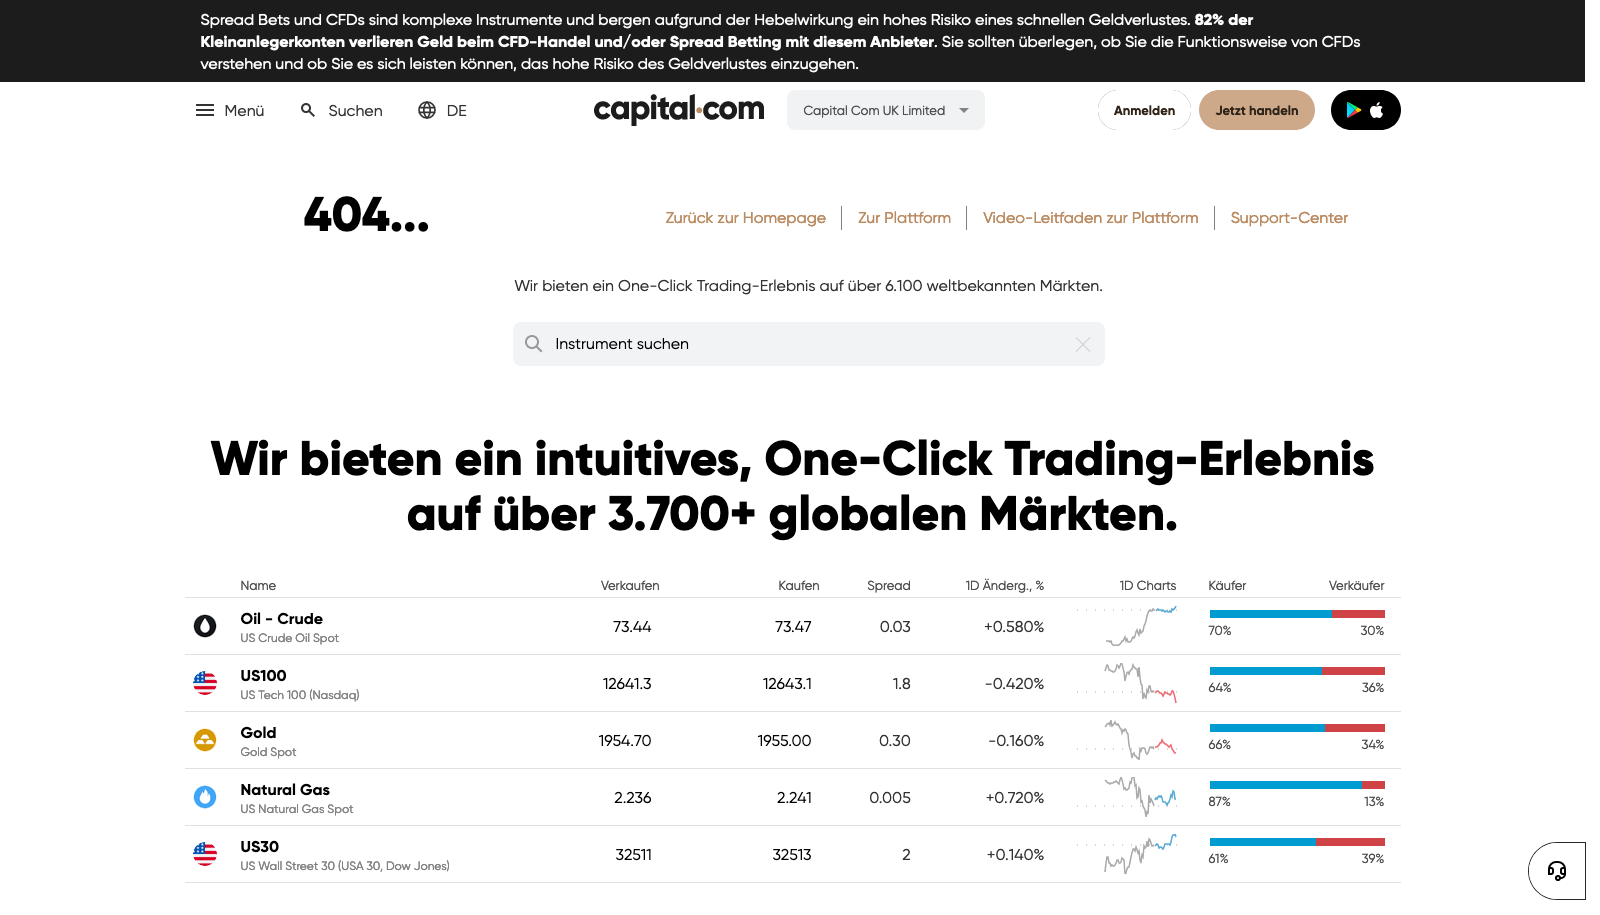 Spread Bets und CFDs sind komplexe Instrumente und bergen aufgrund der Hebelwirkung ein hohes Risiko eines schnellen Geldverlustes. 82% der
Kleinanlegerkonten verlieren Geld beim CFD-Handel und/oder Spread Betting mit diesem Anbieter. Sie sollten überlegen, ob Sie die Funktionsweise von CFDs
verstehen und ob Sie es sich leisten können, das hohe Risiko des Geldverlustes einzugehen.
Menü Suchen DE capital.com Capital Com UK Limited Anmelden Jetzt handeln
404...
Zurück zur Homepage Zur Plattform Video-Leitfaden zur Plattform Support-Center
Wir bieten ein One-Click Trading-Erlebnis auf über 6.100 weltbekannten Märkten.
Instrument suchen
Wir bieten ein intuitives, One-Click Trading-Erlebnis
auf über 3.700+ globalen Märkten.
Name Verkaufen Kaufen Spread 1D Änderg., % 1D Charts Käufer Verkäufer
Oil - Crude 73.44 73.47 0.03 +0.580%
US Crude Oil Spot 70% 30%
US100 12641.3 12643.1 1.8 -0.420%
US Tech 100 (Nasdaq) 64% 36%
Gold 1954.70 1955.00 0.30 -0.160%
Gold Spot 66% 34%
Natural Gas 2.236 2.241 0.005 +0.720%
US Natural Gas Spot 87% 13%
US30 32511 32513 2 +0.140%
US Wall Street 30 (USA 30, Dow Jones) 61% 39%